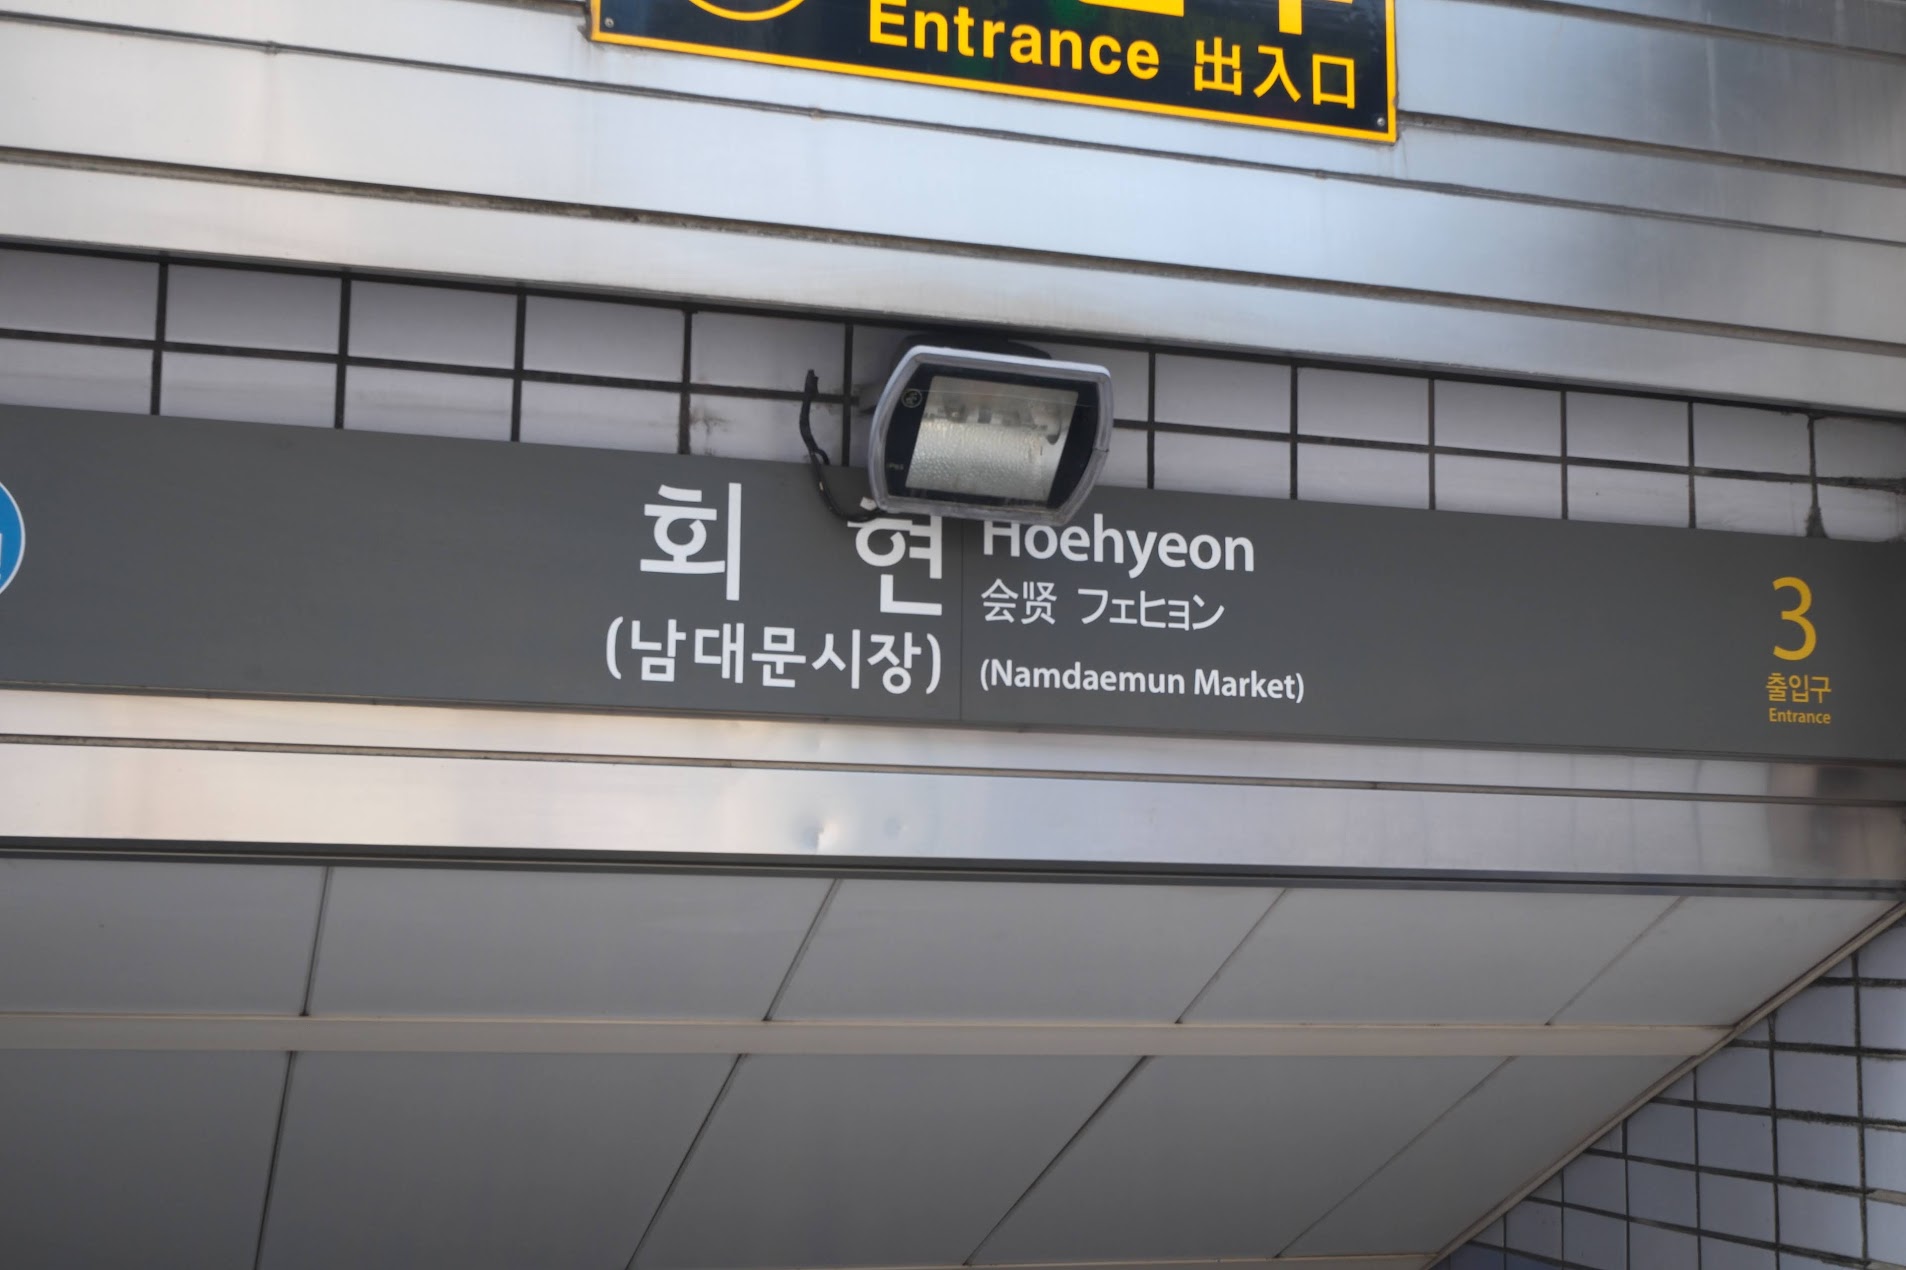 Entrance 出入口
회현
Hoehyeon
会贤 フェヒョン
(남대문시장)
(Namdaemun Market)
3
출입구
Entrance